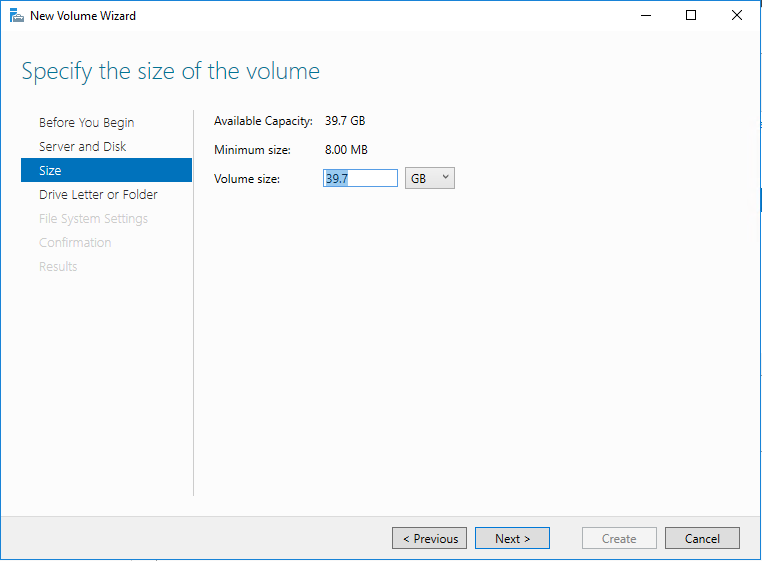 New Volume Wizard
Specify the size of the volume
Before You Begin
Server and Disk
Size
Drive Letter or Folder
File System Settings
Confirmation
Results
Available Capacity: 39.7 GB
Minimum size: 8.00 MB
Volume size: 39.7 GB
< Previous Next > Create Cancel